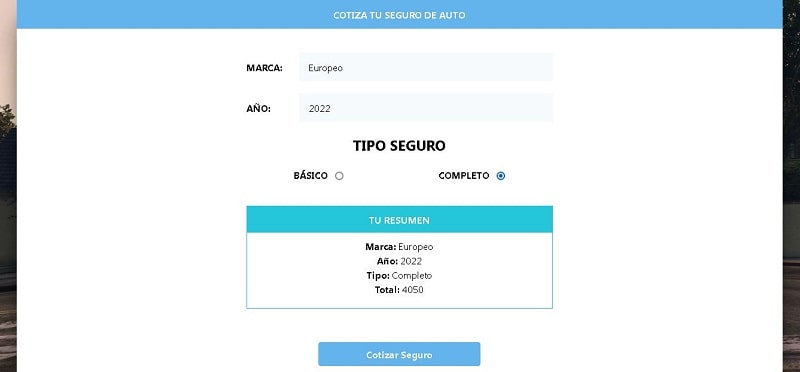 COTIZA TU SEGURO DE AUTO
MARCA: Europeo
AÑO: 2022
TIPO SEGURO
BÁSICO COMPLETO
TU RESUMEN
Marca: Europeo
Año: 2022
Tipo: Completo
Total: 4050
Cotizar Seguro